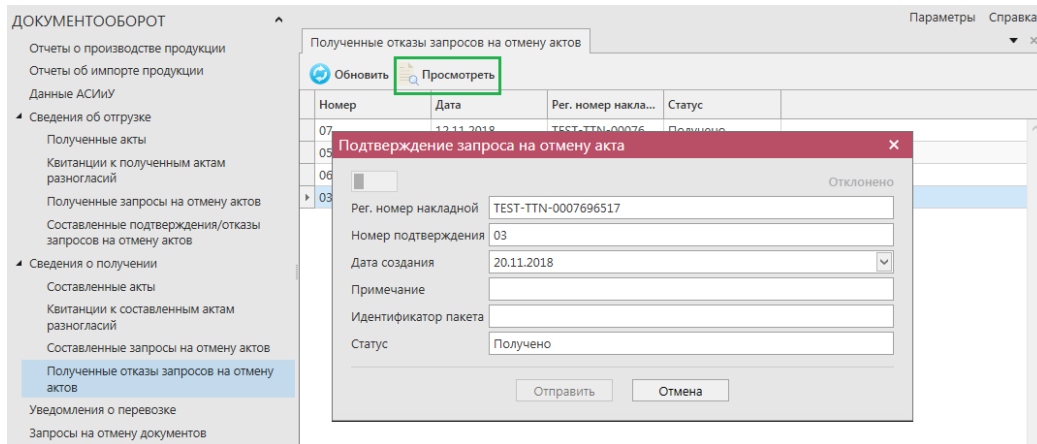 Параметры Справка
ДОКУМЕНТООБОРОТ
Отчеты о производстве продукции
Отчеты об импорте продукции
Данные АСИиУ
Сведения об отгрузке
Полученные акты
Квитанции к полученным актам
разногласий
Полученные запросы на отмену актов
Составленные подтверждения/отказы
запросов на отмену актов
Сведения о получении
Составленные акты
Квитанции к составленным актам
разногласий
Составленные запросы на отмену актов
Полученные отказы запросов на отмену
актов
Уведомления о перевозке
Запросы на отмену документов
Полученные отказы запросов на отмену актов
Обновить Просмотреть
Номер Дата Рег. номер накла... Статус
07 12.11.2018 TEST-TTN-00076 Получено
05
06
03
Подтверждение запроса на отмену акта
Отклонено
Рег. номер накладной TEST-TTN-0007696517
Номер подтверждения 03
Дата создания 20.11.2018
Примечание
Идентификатор пакета
Статус Получено
Отправить Отмена